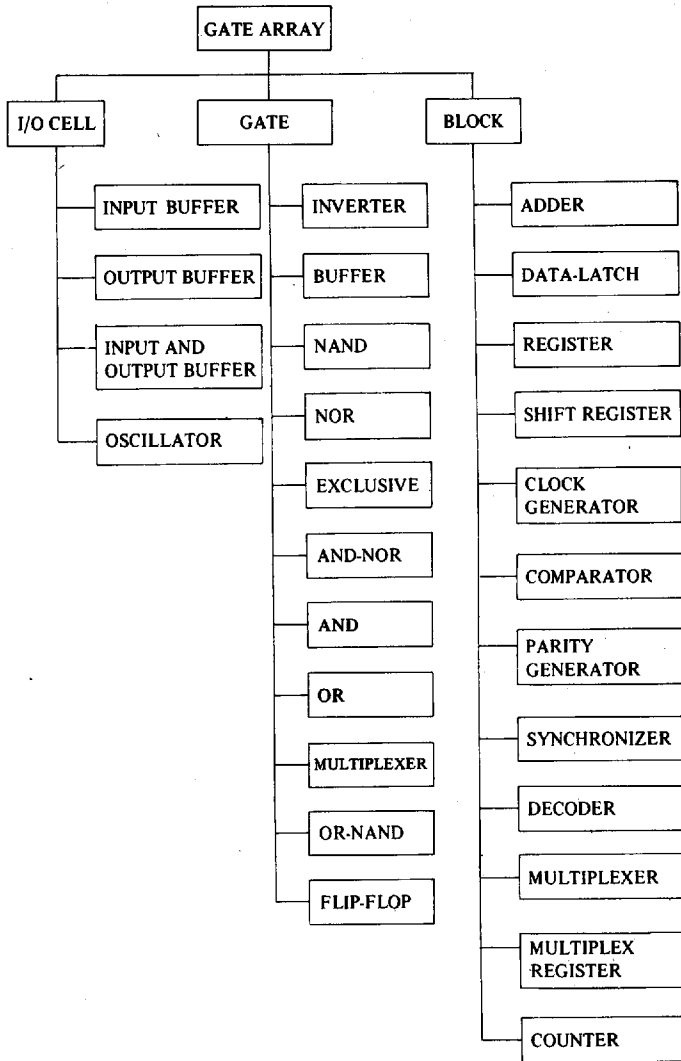 GATE ARRAY
I/O CELL
GATE
BLOCK
INPUT BUFFER
OUTPUT BUFFER
INPUT AND
OUTPUT BUFFER
OSCILLATOR
INVERTER
BUFFER
NAND
NOR
EXCLUSIVE
AND-NOR
AND
OR
MULTIPLEXER
OR-NAND
FLIP-FLOP
ADDER
DATA-LATCH
REGISTER
SHIFT REGISTER
CLOCK
GENERATOR
COMPARATOR
PARITY
GENERATOR
SYNCHRONIZER
DECODER
MULTIPLEXER
MULTIPLEX
REGISTER
COUNTER